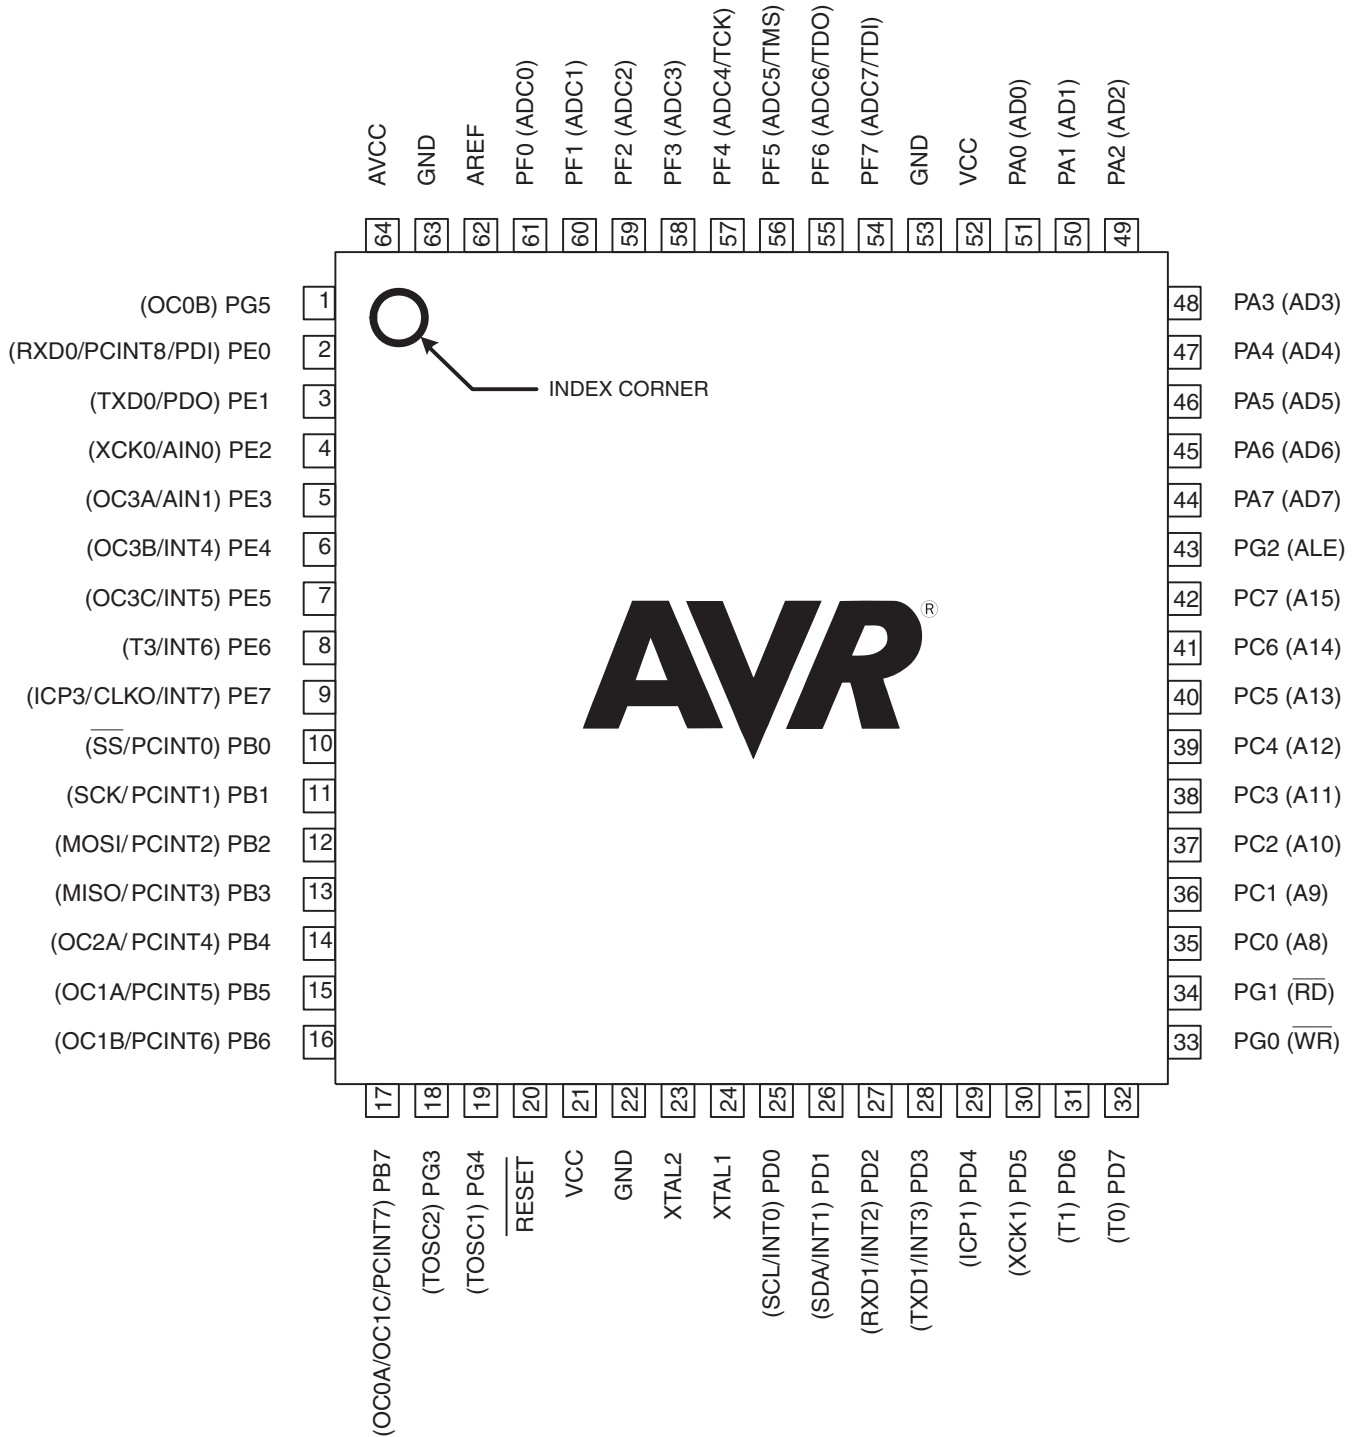 AVCC
GND
AREF
PF0 (ADC0)
PF1 (ADC1)
PF2 (ADC2)
PF3 (ADC3)
PF4 (ADC4/TCK)
PF5 (ADC5/TMS)
PF6 (ADC6/TDO)
PF7 (ADC7/TDI)
GND
VCC
PA0 (AD0)
PA1 (AD1)
PA2 (AD2)
64
63
62
61
60
59
58
57
56
55
54
53
52
51
50
49
(OC0B) PG5 1
(RXD0/PCINT8/PDI) PE0 2
(TXD0/PDO) PE1 3
(XCK0/AIN0) PE2 4
(OC3A/AIN1) PE3 5
(OC3B/INT4) PE4 6
(OC3C/INT5) PE5 7
(T3/INT6) PE6 8
(ICP3/CLKO/INT7) PE7 9
(SS/PCINT0) PB0 10
(SCK/PCINT1) PB1 11
(MOSI/PCINT2) PB2 12
(MISO/PCINT3) PB3 13
(OC2A/PCINT4) PB4 14
(OC1A/PCINT5) PB5 15
(OC1B/PCINT6) PB6 16
INDEX CORNER
AVR®
48 PA3 (AD3)
47 PA4 (AD4)
46 PA5 (AD5)
45 PA6 (AD6)
44 PA7 (AD7)
43 PG2 (ALE)
42 PC7 (A15)
41 PC6 (A14)
40 PC5 (A13)
39 PC4 (A12)
38 PC3 (A11)
37 PC2 (A10)
36 PC1 (A9)
35 PC0 (A8)
34 PG1 (RD)
33 PG0 (WR)
17
18
19
20
21
22
23
24
25
26
27
28
29
30
31
32
(OC0A/OC1C/PCINT7) PB7
(TOSC2) PG3
(TOSC1) PG4
RESET
VCC
GND
XTAL2
XTAL1
(SCL/INT0) PD0
(SDA/INT1) PD1
(RXD1/INT2) PD2
(TXD1/INT3) PD3
(ICP1) PD4
(XCK1) PD5
(T1) PD6
(T0) PD7